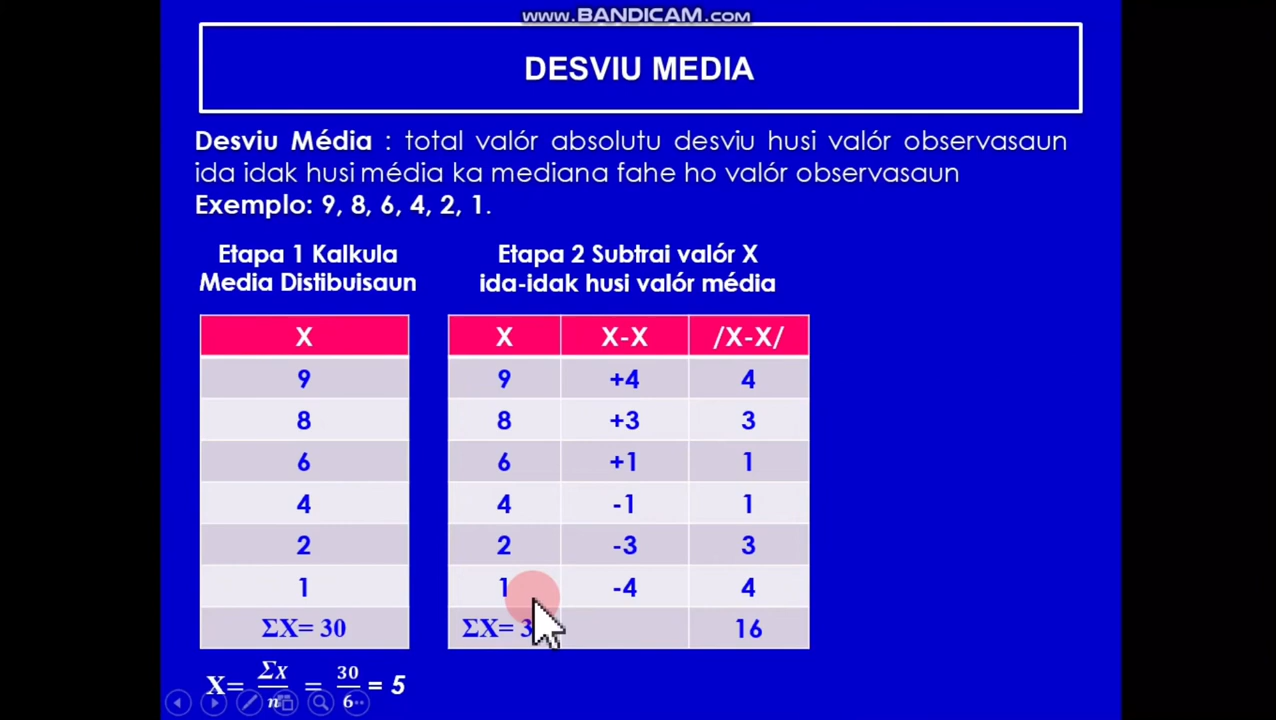 www.BANDICAM.com
DESVIU MEDIA
Desviu Média : total valór absolutu desviu husi valór observasaun
ida idak husi média ka mediana fahe ho valór observasaun
Exemplo: 9, 8, 6, 4, 2, 1.
Etapa 1 Kalkula
Media Distibuisaun
Etapa 2 Subtrai valór X
ida-idak husi valór média
X
9
8
6
4
2
1
ΣX= 30
X X-X /X-X/
9 +4 4
8 +3 3
6 +1 1
4 -1 1
2 -3 3
1 -4 4
ΣX= 3 16
X= ΣX/n = 30/6 = 5